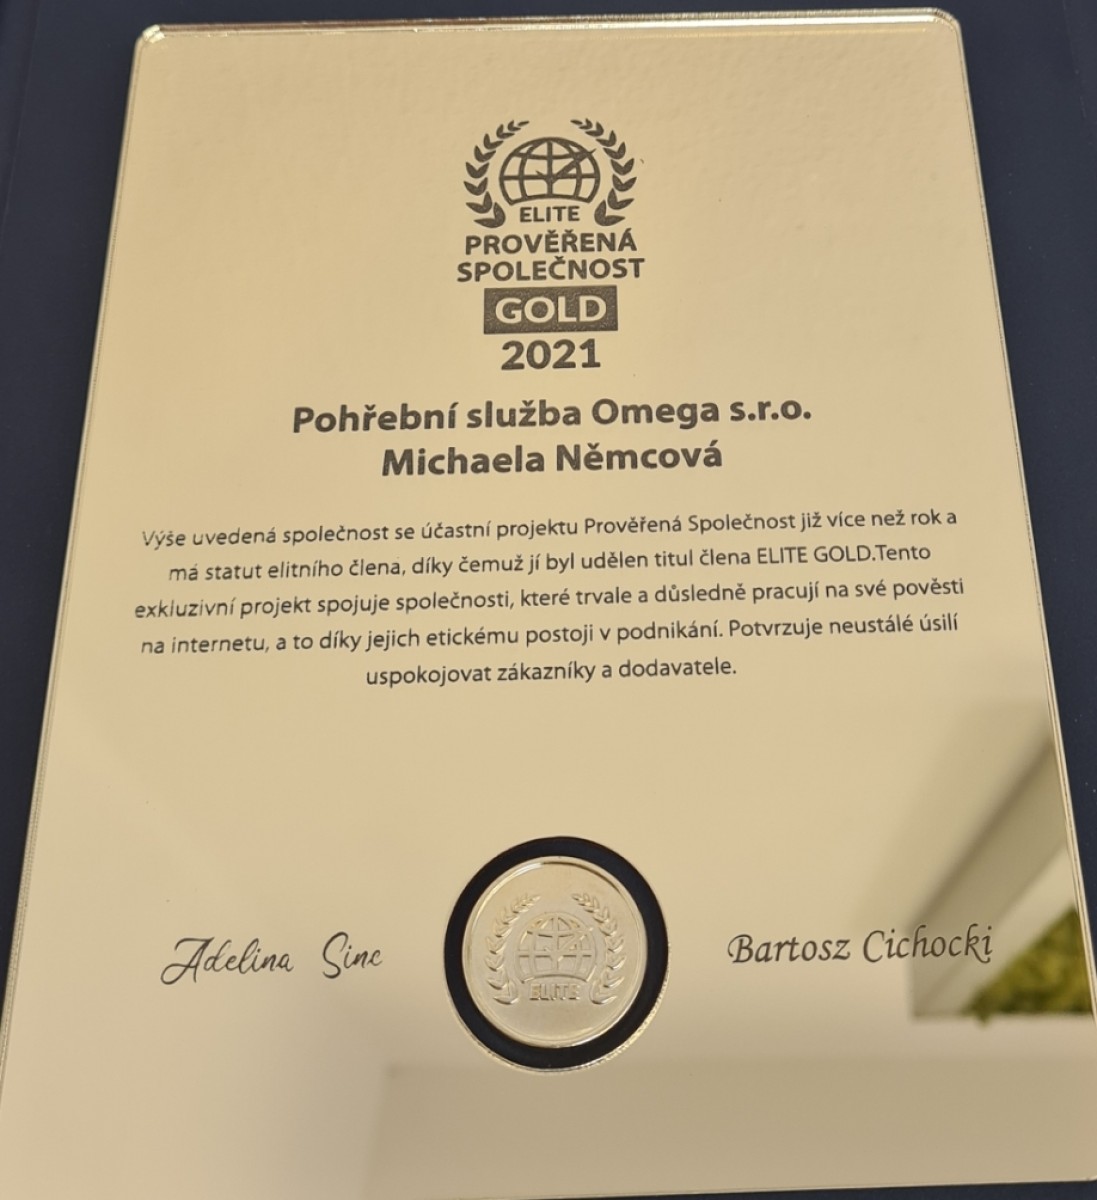 ELITE
PROVĚŘENÁ
SPOLEČNOST
GOLD
2021
Pohřební služba Omega s.r.o.
Michaela Němcová
Výše uvedená společnost se účastní projektu Prověřená Společnost již více než rok a
má statut elitního člena, díky čemuž jí byl udělen titul člena ELITE GOLD.Tento
exkluzivní projekt spojuje společnosti, které trvale a důsledně pracují na své pověsti
na internetu, a to díky jejich etickému postoji v podnikání. Potvrzuje neustálé úsilí
uspokojovat zákazníky a dodavatele.
Adelina Sinc
ELITE
Bartosz Cichocki